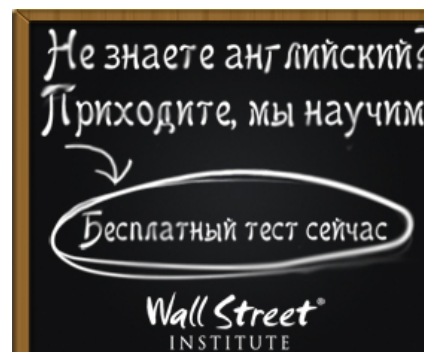 Не знаете английский?
Приходите, мы научим
Бесплатный тест сейчас
Wall Street®
INSTITUTE